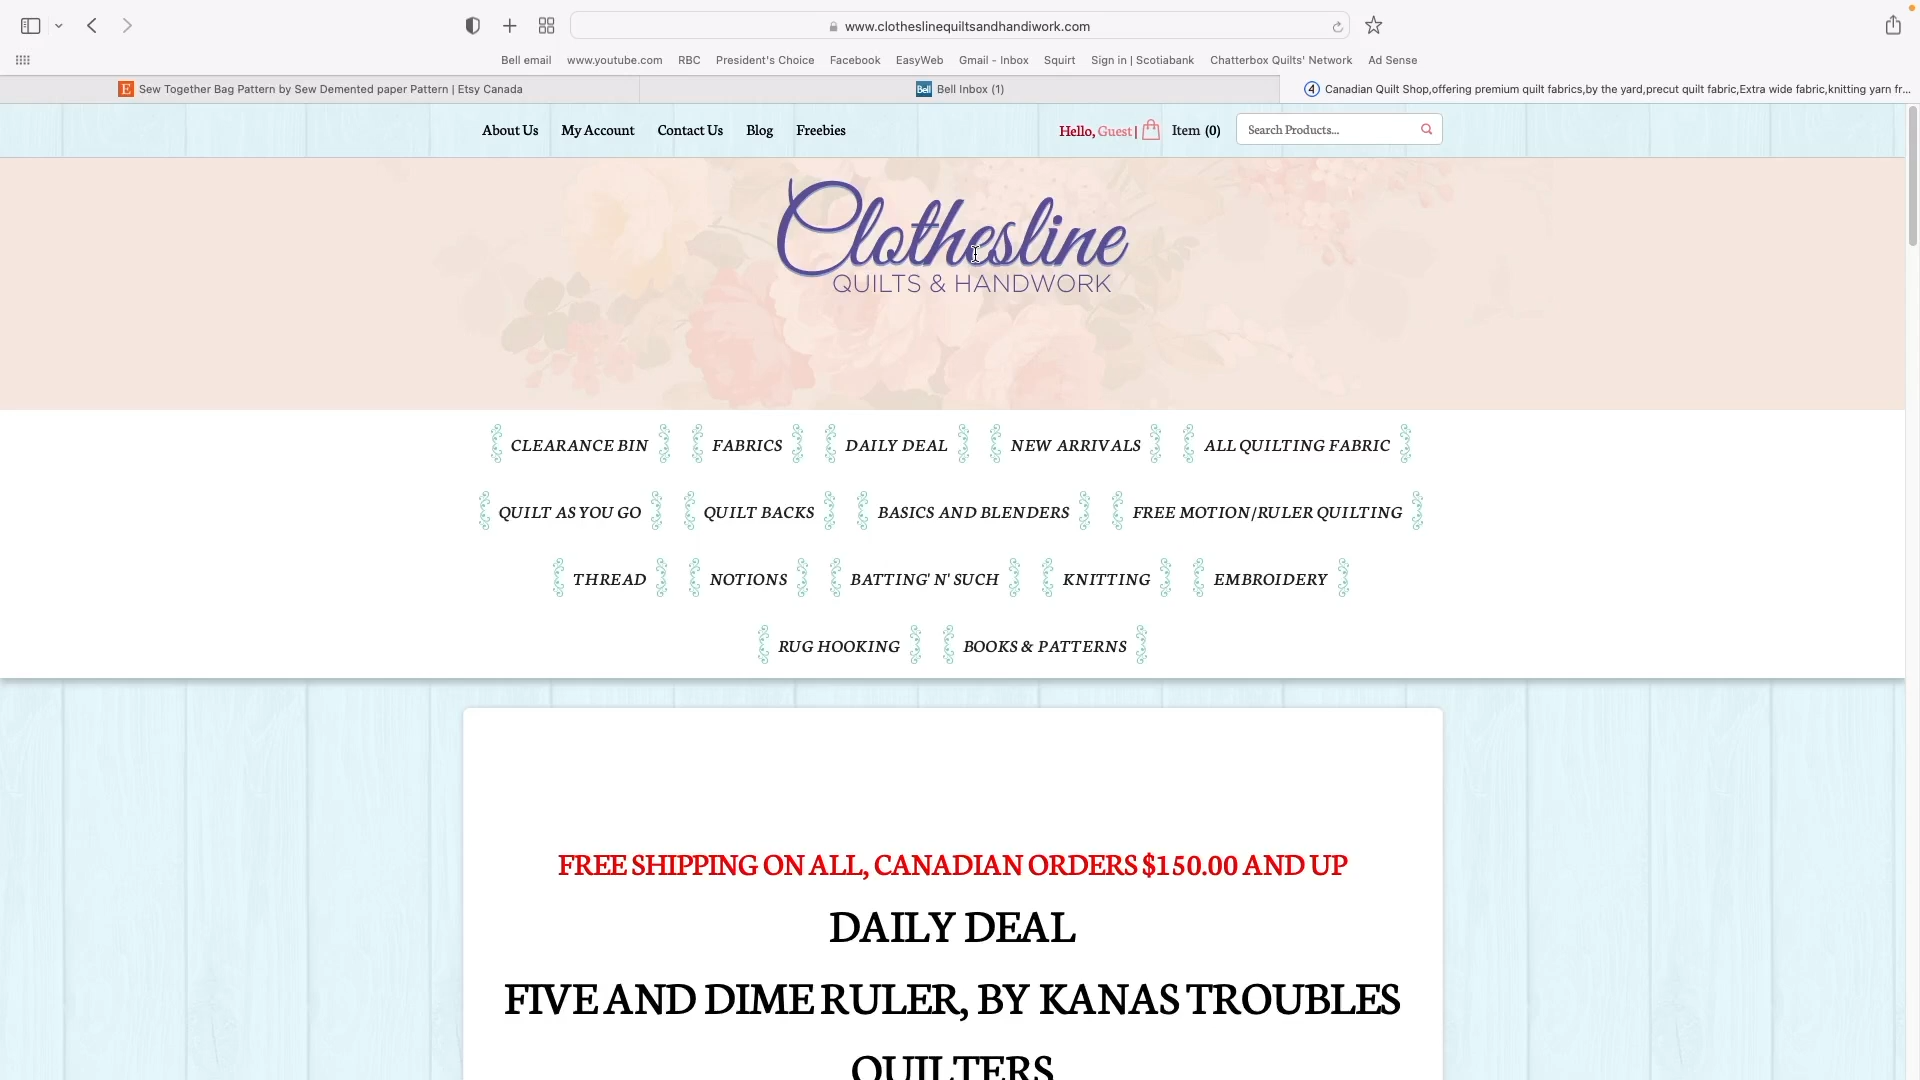 www.clotheslinequiltsandhandiwork.com
Bell email www.youtube.com RBC President's Choice Facebook EasyWeb Gmail - Inbox Squirt Sign in | Scotiabank Chatterbox Quilts' Network Ad Sense
E Sew Together Bag Pattern by Sew Demented paper Pattern | Etsy Canada Bell Bell Inbox (1) 4 Canadian Quilt Shop,offering premium quilt fabrics,by the yard,precut quilt fabric,Extra wide fabric,knitting yarn fr...
About Us My Account Contact Us Blog Freebies Hello, Guest | Item (0) Search Products...
Clothesline
QUILTS & HANDWORK
CLEARANCE BIN FABRICS DAILY DEAL NEW ARRIVALS ALL QUILTING FABRIC
QUILT AS YOU GO QUILT BACKS BASICS AND BLENDERS FREE MOTION/RULER QUILTING
THREAD NOTIONS BATTING' N' SUCH KNITTING EMBROIDERY
RUG HOOKING BOOKS & PATTERNS
FREE SHIPPING ON ALL, CANADIAN ORDERS $150.00 AND UP
DAILY DEAL
FIVE AND DIME RULER, BY KANAS TROUBLES
QUILTERS